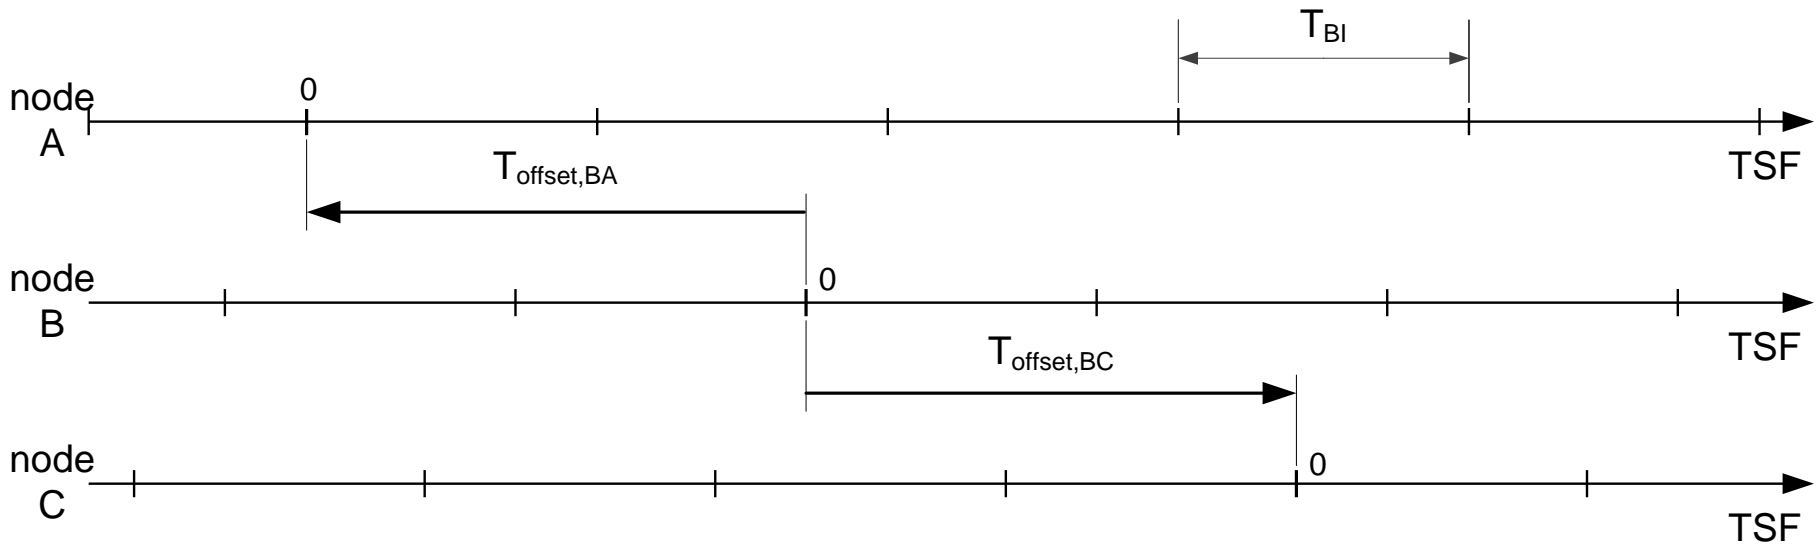 T_BI
0
node
A
TSF
T_offset,BA
node
B
0
TSF
T_offset,BC
node
C
0
TSF